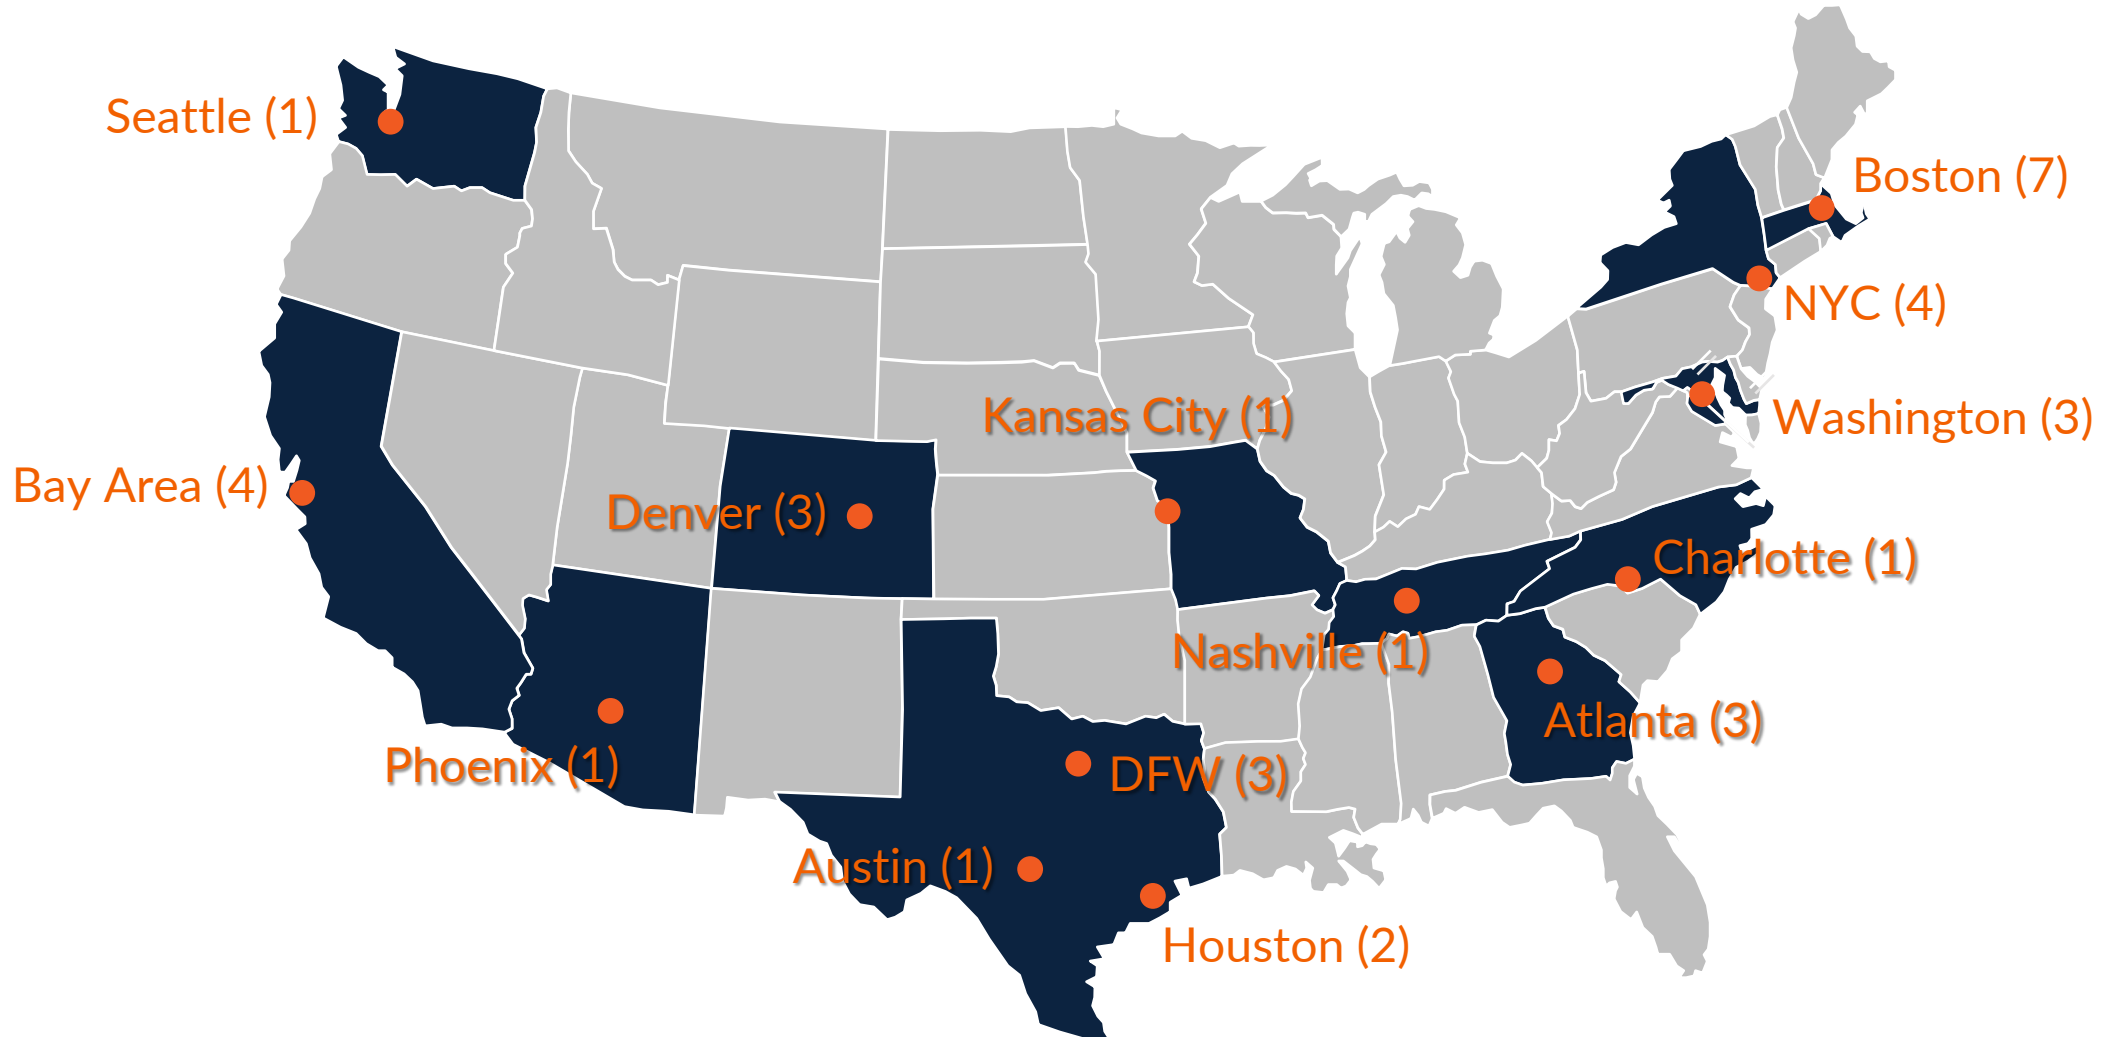 Seattle (1)
Boston (7)
NYC (4)
Kansas City (1)
Washington (3)
Bay Area (4)
Denver (3)
Charlotte (1)
Nashville (1)
Atlanta (3)
Phoenix (1)
DFW (3)
Austin (1)
Houston (2)